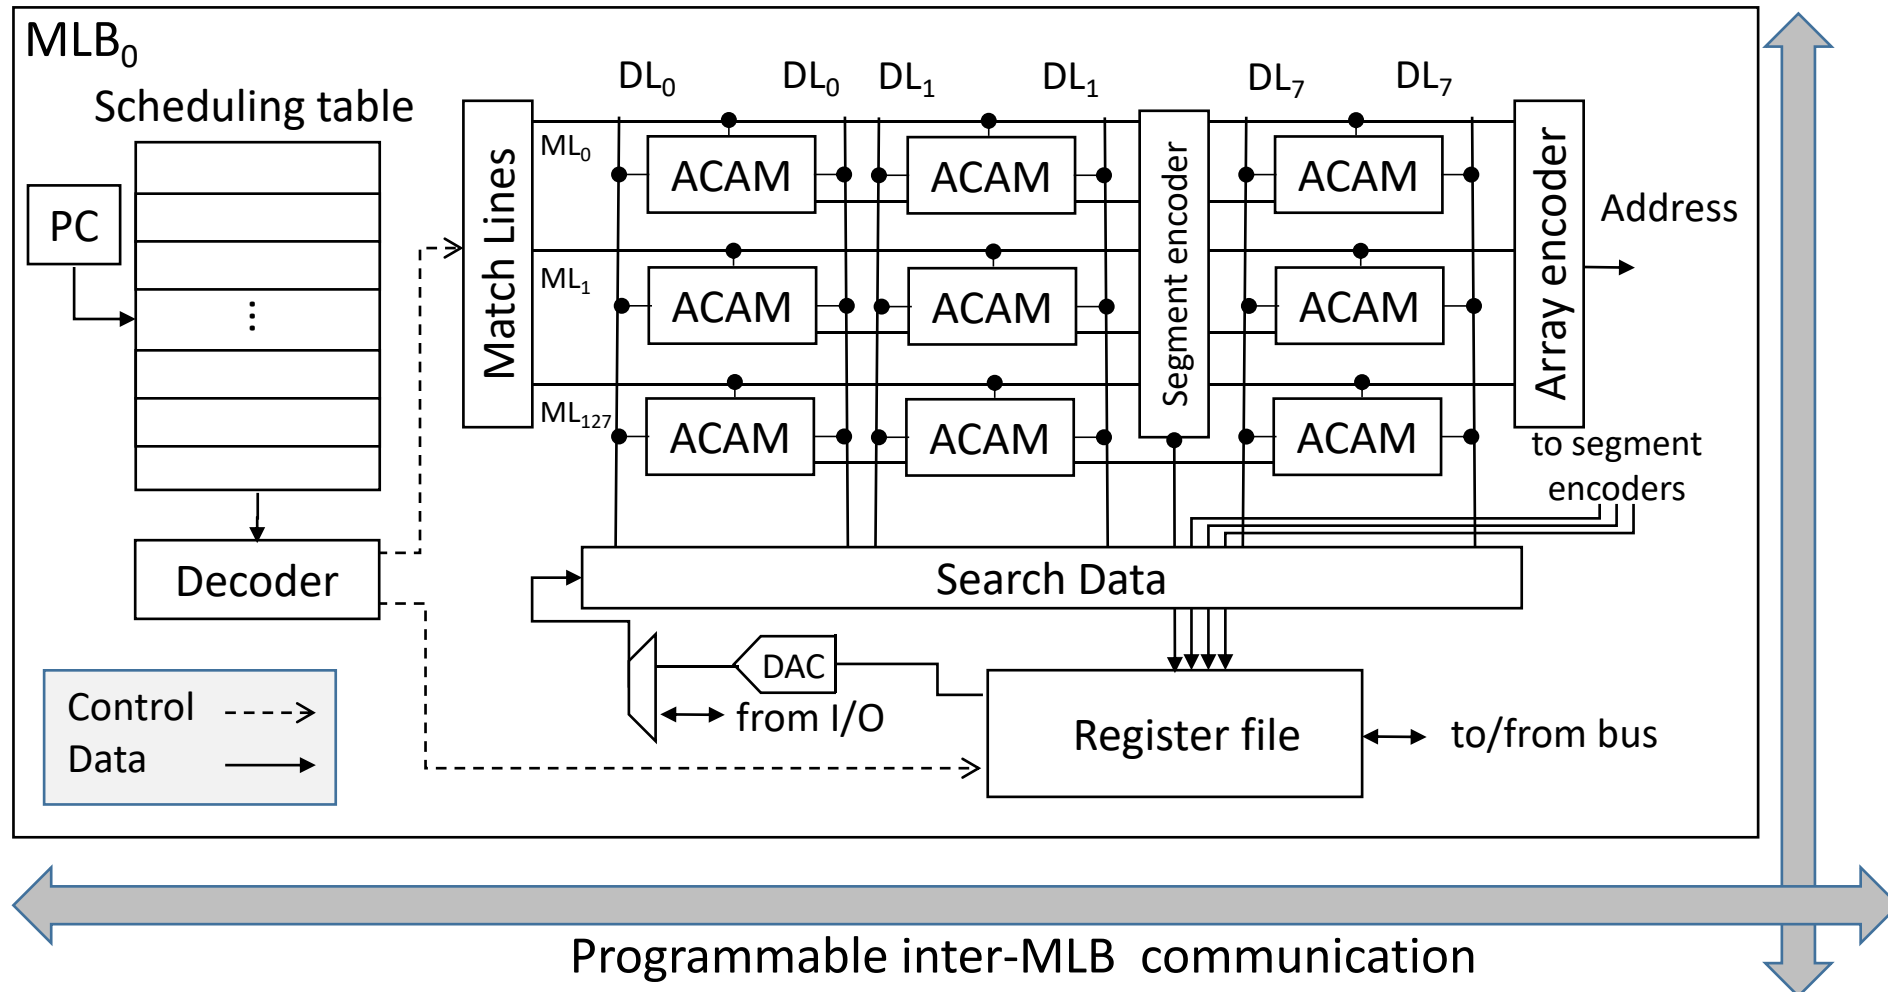 MLB₀
Scheduling table
PC
⋮
Decoder
Control
Data
Match Lines
DL₀ DL₀ DL₁ DL₁ DL₇ DL₇
ML₀
ACAM ACAM ACAM
ML₁
ACAM ACAM ACAM
ML₁₂₇
ACAM ACAM ACAM
Segment encoder
Array encoder
Address
to segment
encoders
Search Data
DAC
from I/O
Register file
to/from bus
Programmable inter-MLB communication